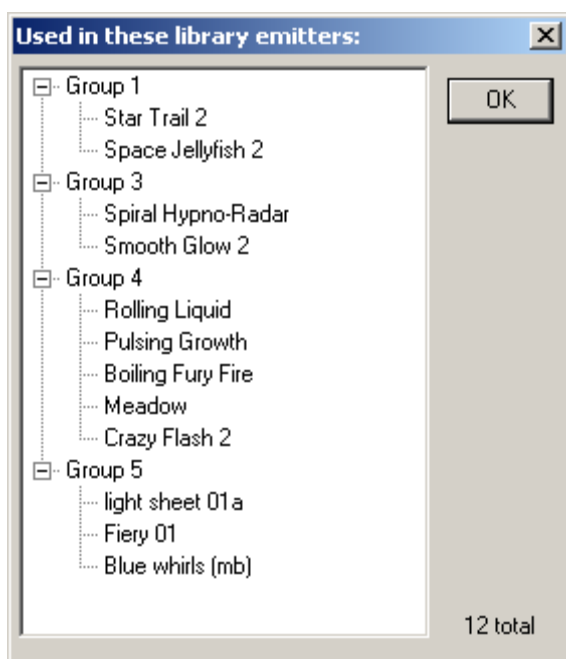 Used in these library emitters:
Group 1
Star Trail 2
Space Jellyfish 2
Group 3
Spiral Hypno-Radar
Smooth Glow 2
Group 4
Rolling Liquid
Pulsing Growth
Boiling Fury Fire
Meadow
Crazy Flash 2
Group 5
light sheet 01a
Fiery 01
Blue whirls (mb)
OK
12 total